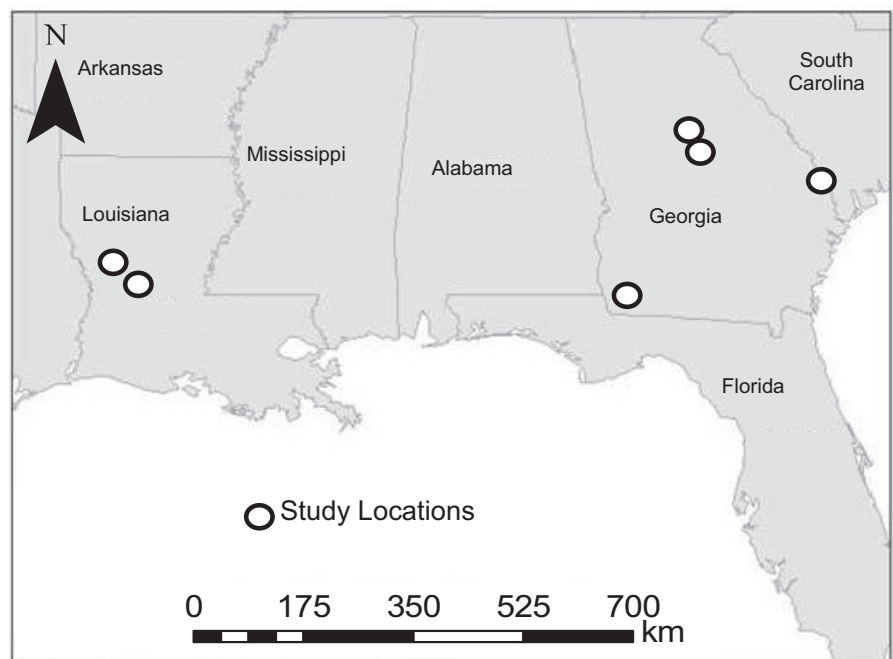 N
Arkansas
South
Carolina
Mississippi
Alabama
Louisiana
Georgia
Florida
Study Locations
0 175 350 525 700
km